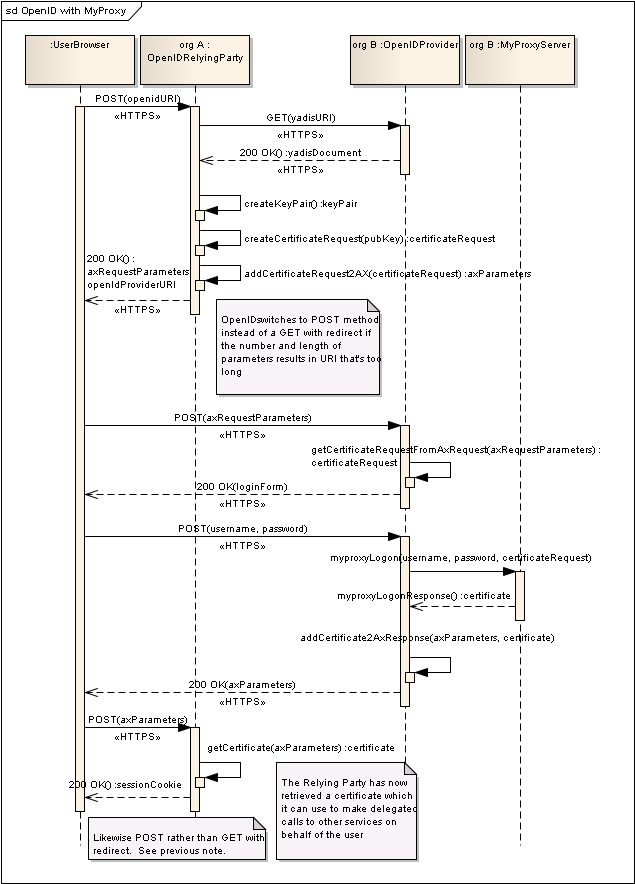 sd OpenID with MyProxy
:UserBrowser
org A :
OpenIDRelyingParty
org B :OpenIDProvider
org B :MyProxyServer
POST(openidURI)
«HTTPS»
GET(yadisURI)
«HTTPS»
200 OK() :yadisDocument
«HTTPS»
createKeyPair() :keyPair
createCertificateRequest(pubKey) :certificateRequest
200 OK() :
axRequestParameters
openIdProviderURI
addCertificateRequest2AX(certificateRequest) :axParameters
«HTTPS»
OpenIDswitches to POST method
instead of a GET with redirect if
the number and length of
parameters results in URI that's too
long
POST(axRequestParameters)
«HTTPS»
getCertificateRequestFromAxRequest(axRequestParameters) :
certificateRequest
200 OK(loginForm)
«HTTPS»
POST(username, password)
«HTTPS»
myproxyLogon(username, password, certificateRequest)
myproxyLogonResponse() :certificate
addCertificate2AxResponse(axParameters, certificate)
200 OK(axParameters)
«HTTPS»
POST(axParameters)
«HTTPS»
getCertificate(axParameters) :certificate
200 OK() :sessionCookie
«HTTPS»
The Relying Party has now
retrieved a certificate which
it can use to make delegated
calls to other services on
behalf of the user
Likewise POST rather than GET with
redirect. See previous note.